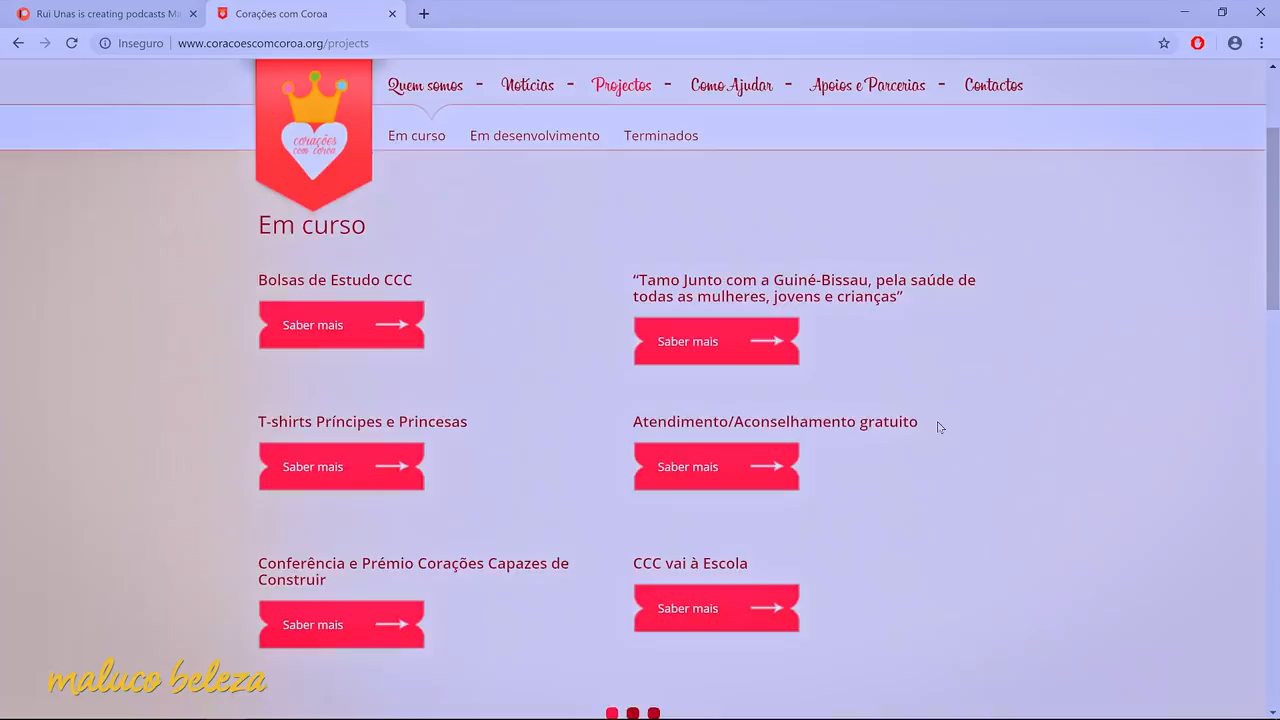 Rui Unas is creating podcasts Ma
Corações com Coroa
Inseguro
www.coracoescomcoroa.org/projects
Quem somos - Notícias - Projectos - Como Ajudar - Apoios e Parcerias - Contactos
corações
com coroa
Em curso
Em desenvolvimento
Terminados
Em curso
Bolsas de Estudo CCC
Saber mais
“Tamo Junto com a Guiné-Bissau, pela saúde de
todas as mulheres, jovens e crianças”
Saber mais
T-shirts Príncipes e Princesas
Saber mais
Atendimento/Aconselhamento gratuito
Saber mais
Conferência e Prémio Corações Capazes de
Construir
Saber mais
CCC vai à Escola
Saber mais
maluco beleza